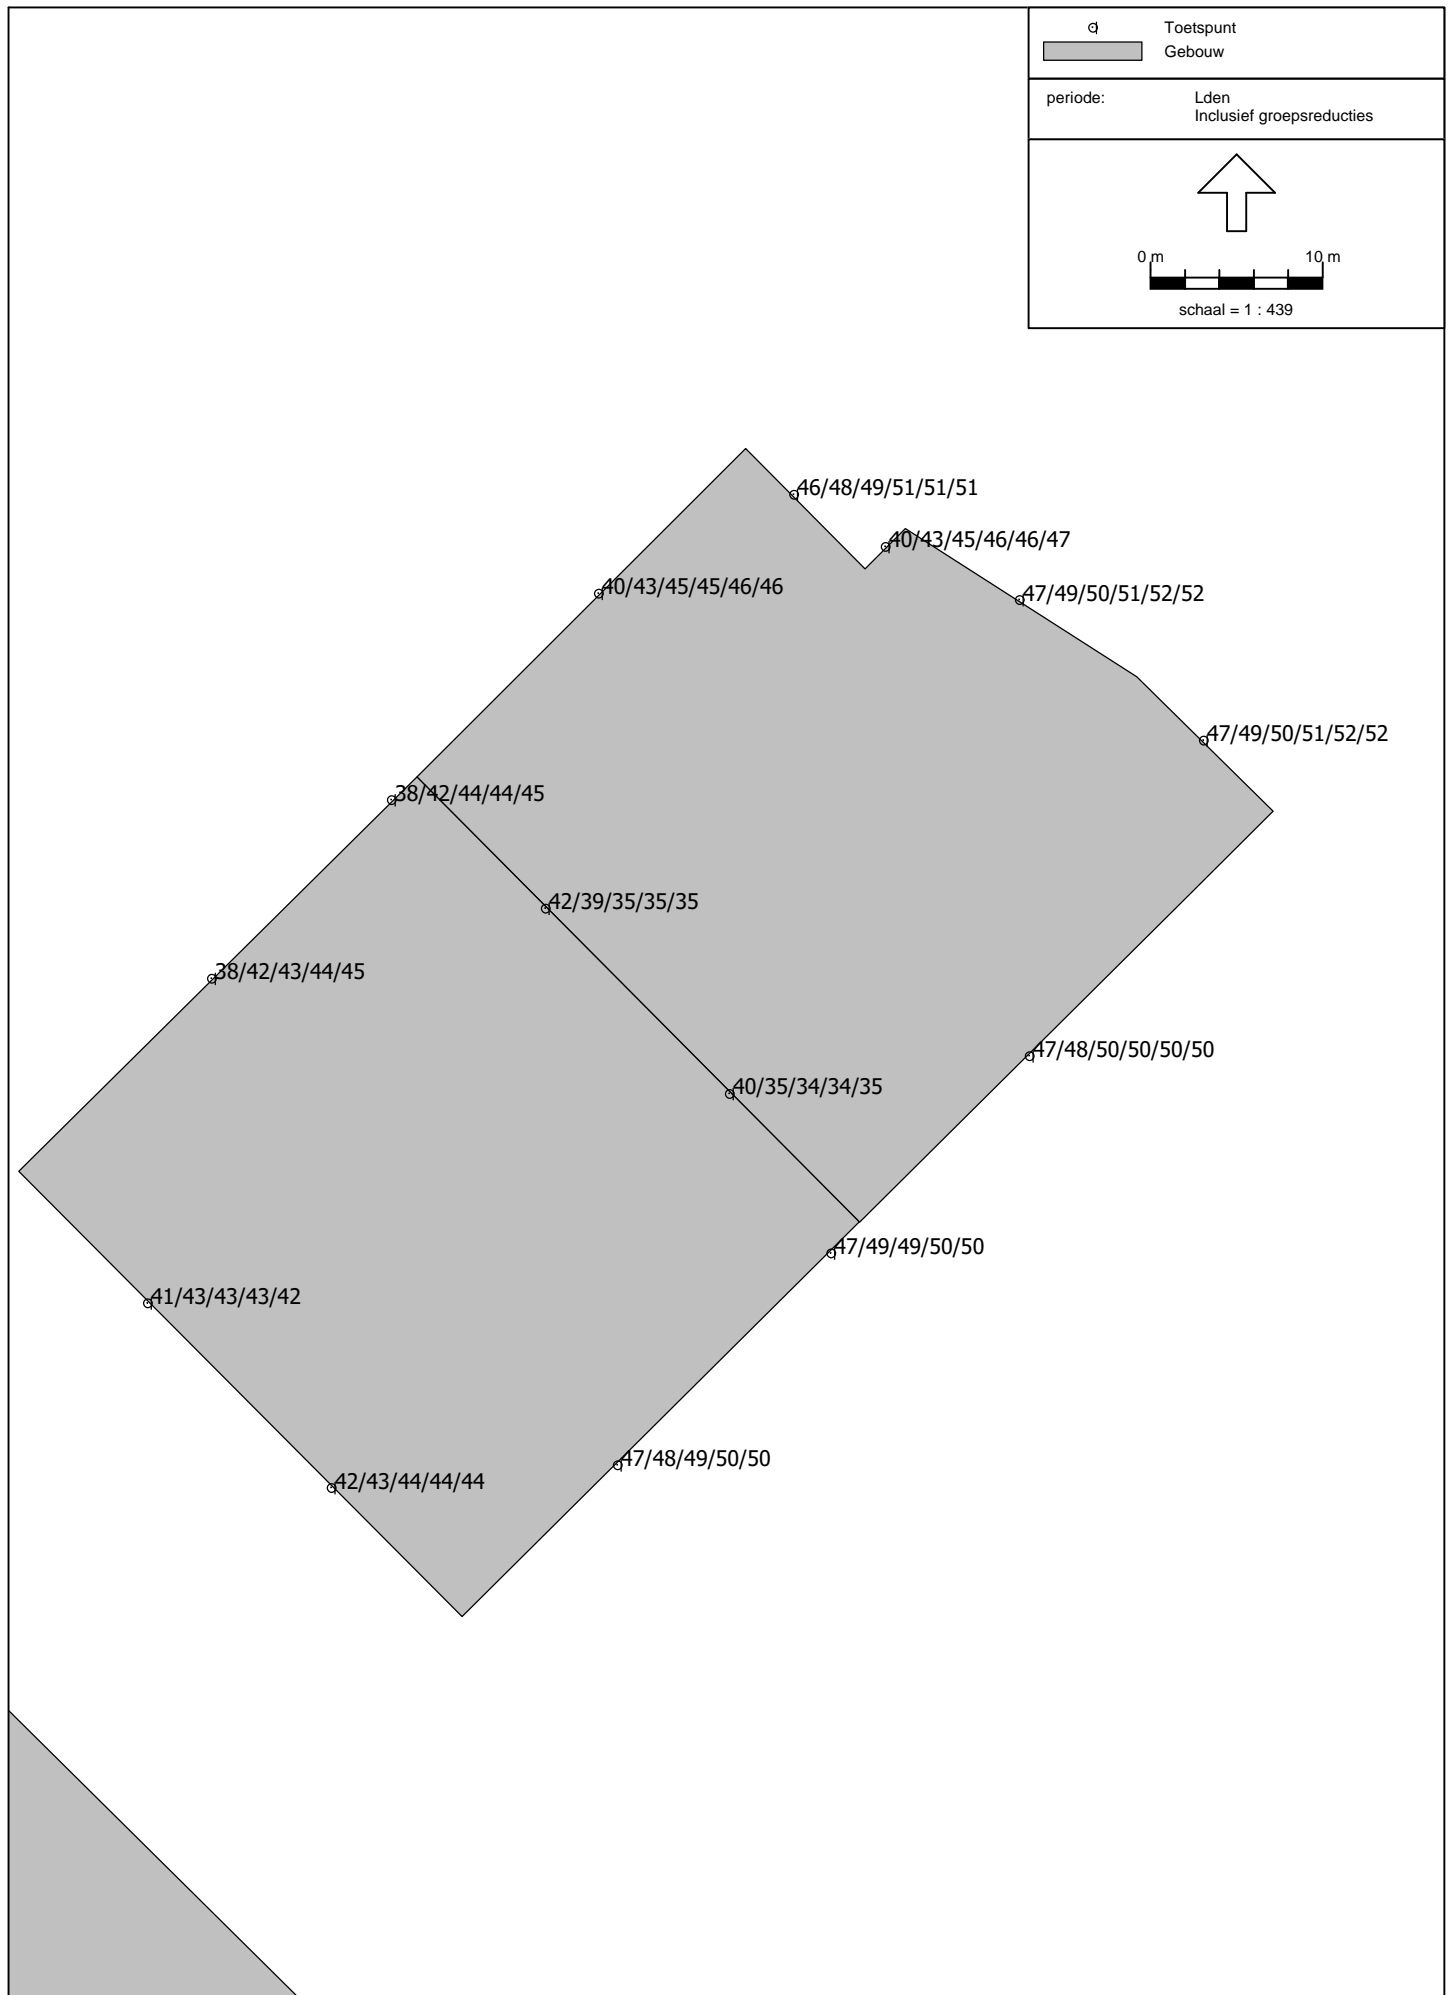 Toetspunt
Gebouw
periode: Lden
Inclusief groepsreducties
0 m 10 m
schaal = 1 : 439
46/48/49/51/51/51
40/43/45/46/46/47
40/43/45/45/46/46
47/49/50/51/52/52
47/49/50/51/52/52
38/42/44/44/45
42/39/35/35/35
38/42/43/44/45
47/48/50/50/50/50
40/35/34/34/35
47/49/49/50/50
41/43/43/43/42
47/48/49/50/50
42/43/44/44/44